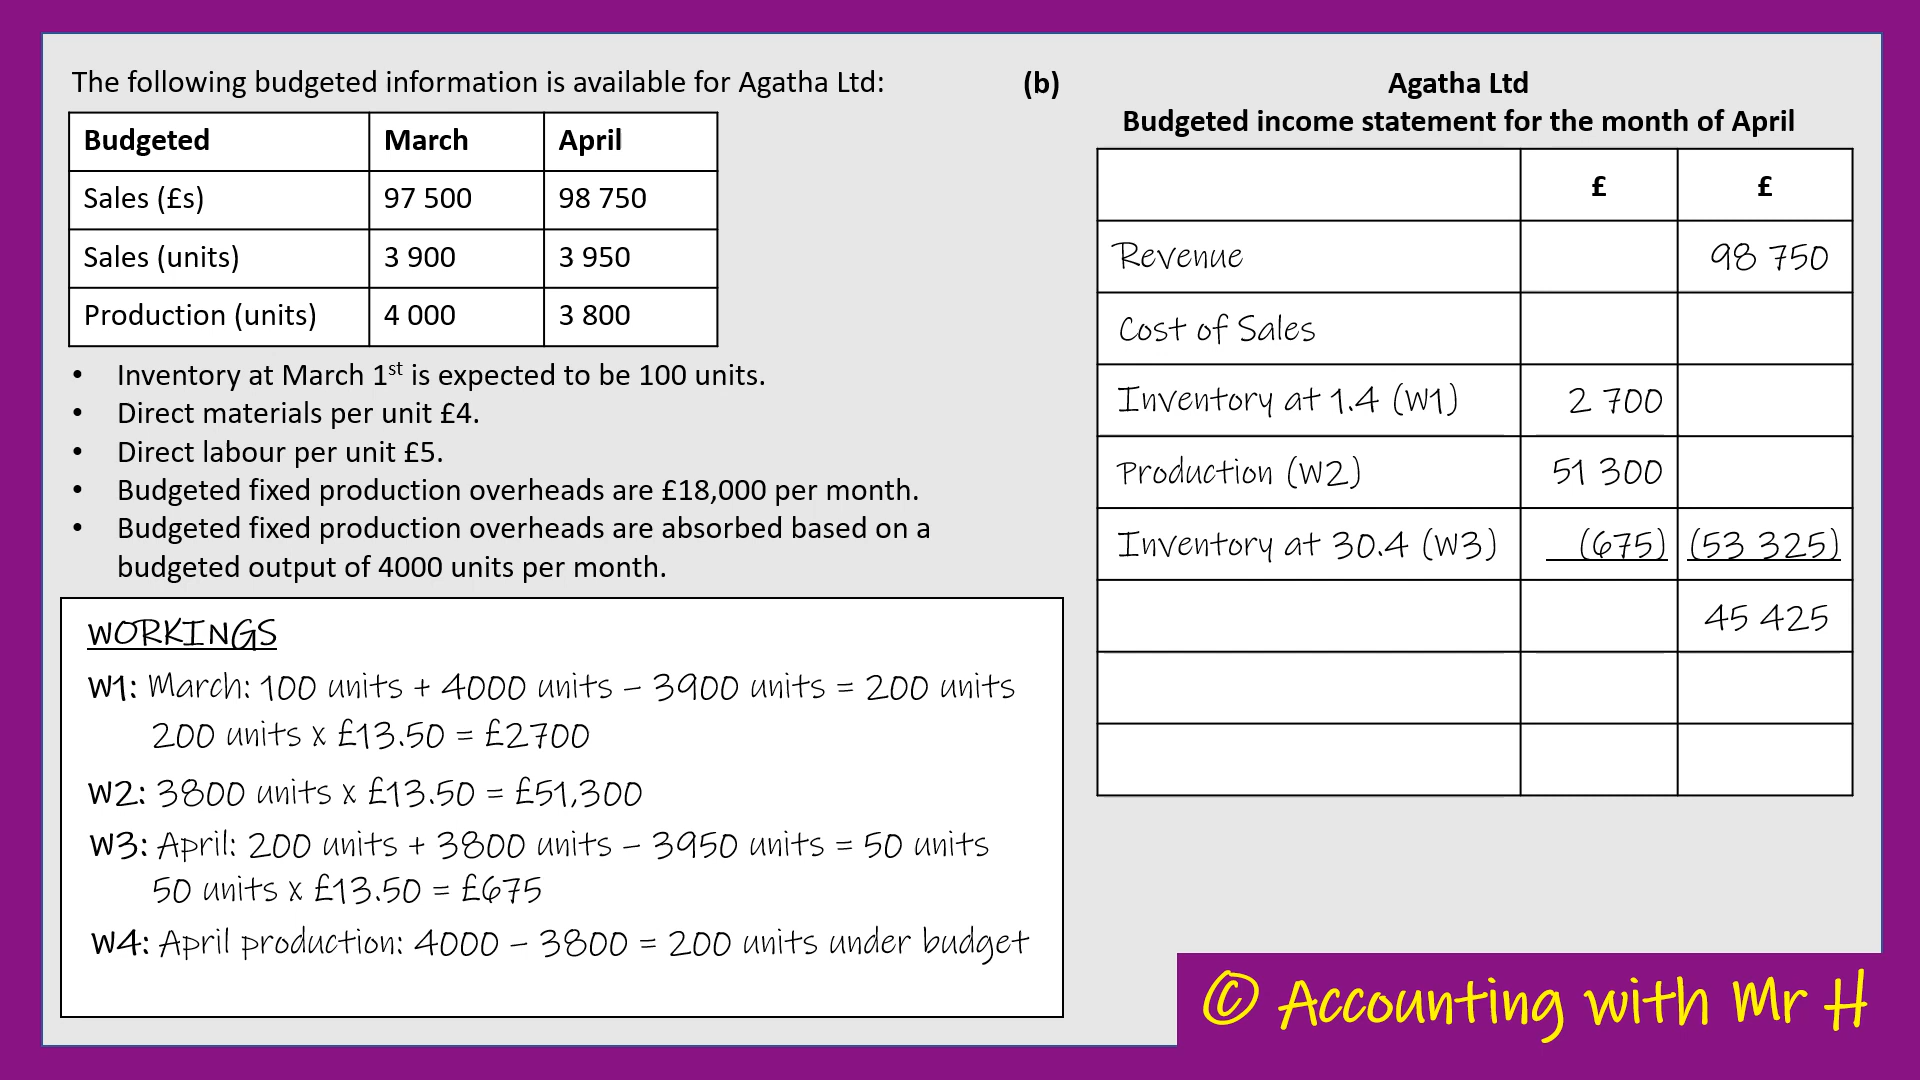 The following budgeted information is available for Agatha Ltd:
Budgeted March April
Sales (£s) 97 500 98 750
Sales (units) 3 900 3 950
Production (units) 4 000 3 800
• Inventory at March 1st is expected to be 100 units.
• Direct materials per unit £4.
• Direct labour per unit £5.
• Budgeted fixed production overheads are £18,000 per month.
• Budgeted fixed production overheads are absorbed based on a
budgeted output of 4000 units per month.
WORKINGS
W1: March: 100 units + 4000 units – 3900 units = 200 units
200 units x £13.50 = £2700
W2: 3800 units x £13.50 = £51,300
W3: April: 200 units + 3800 units – 3950 units = 50 units
50 units x £13.50 = £675
W4: April production: 4000 – 3800 = 200 units under budget
(b) Agatha Ltd
Budgeted income statement for the month of April
£ £
Revenue 98 750
Cost of Sales
Inventory at 1.4 (W1) 2 700
Production (W2) 51 300
Inventory at 30.4 (W3) (675) (53 325)
45 425
© Accounting with Mr H